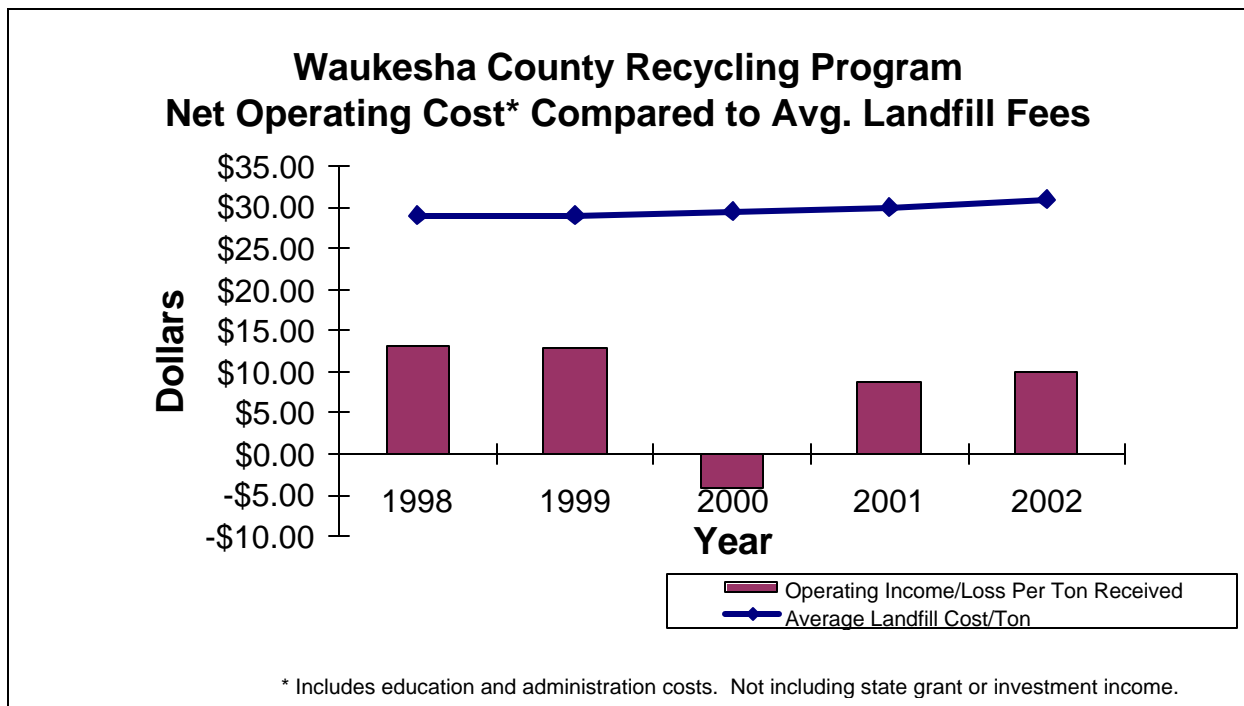 Waukesha County Recycling Program
Net Operating Cost* Compared to Avg. Landfill Fees
$35.00
$30.00
$25.00
$20.00
$15.00
$10.00
$5.00
$0.00
-$5.00
-$10.00
Dollars
1998 1999 2000 2001 2002
Year
Operating Income/Loss Per Ton Received
Average Landfill Cost/Ton
* Includes education and administration costs. Not including state grant or investment income.